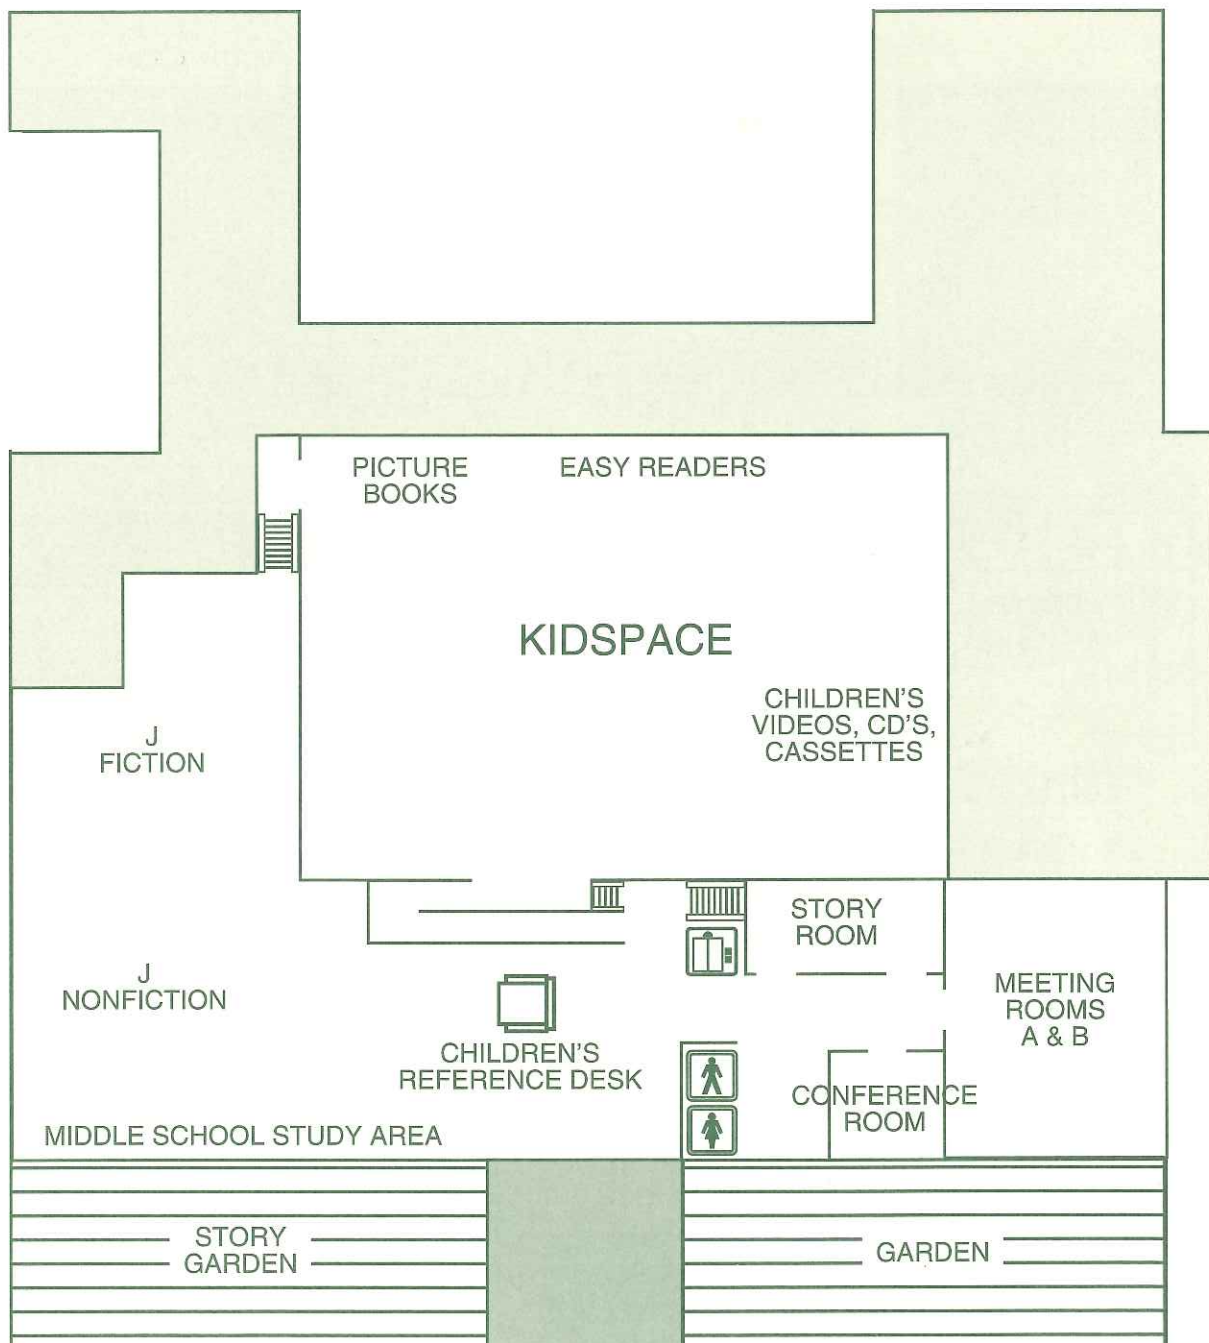 PICTURE
BOOKS
EASY READERS
KIDSPACE
CHILDREN'S
VIDEOS, CD'S,
CASSETTES
J
FICTION
STORY
ROOM
J
NONFICTION
MEETING
ROOMS
A & B
CHILDREN'S
REFERENCE DESK
CONFERENCE
ROOM
MIDDLE SCHOOL STUDY AREA
STORY
GARDEN
GARDEN